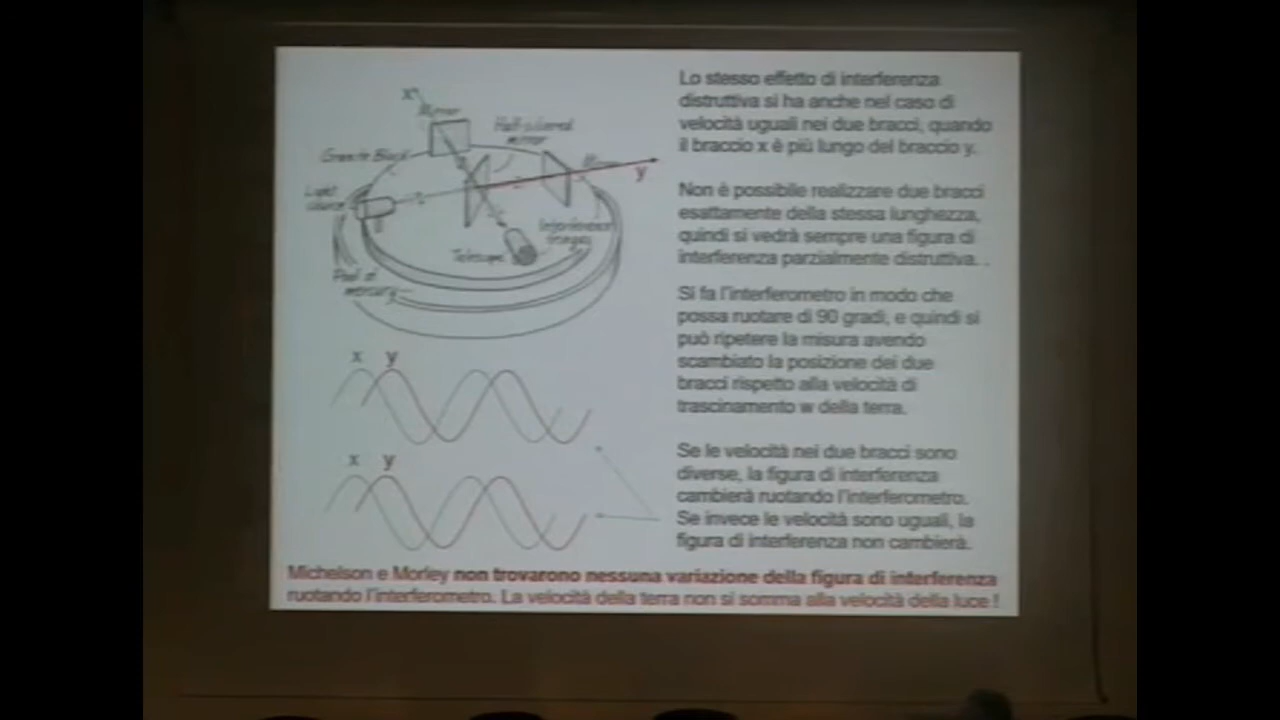 x
Mirror
Half-silvered
mirror
Granite Block
y
Light
source
Interference
fringes
Telescope
Pool of
mercury
x y
x y
Lo stesso effetto di interferenza
distruttiva si ha anche nel caso di
velocità uguali nei due bracci, quando
il braccio x è più lungo del braccio y.
Non è possibile realizzare due bracci
esattamente della stessa lunghezza,
quindi si vedrà sempre una figura di
interferenza parzialmente distruttiva. .
Si fa l'interferometro in modo che
possa ruotare di 90 gradi, e quindi si
può ripetere la misura avendo
scambiato la posizione dei due
bracci rispetto alla velocità di
trascinamento w della terra.
Se le velocità nei due bracci sono
diverse, la figura di interferenza
cambierà ruotando l'interferometro.
Se invece le velocità sono uguali, la
figura di interferenza non cambierà.
Michelson e Morley non trovarono nessuna variazione della figura di interferenza
ruotando l'interferometro. La velocità della terra non si somma alla velocità della luce !